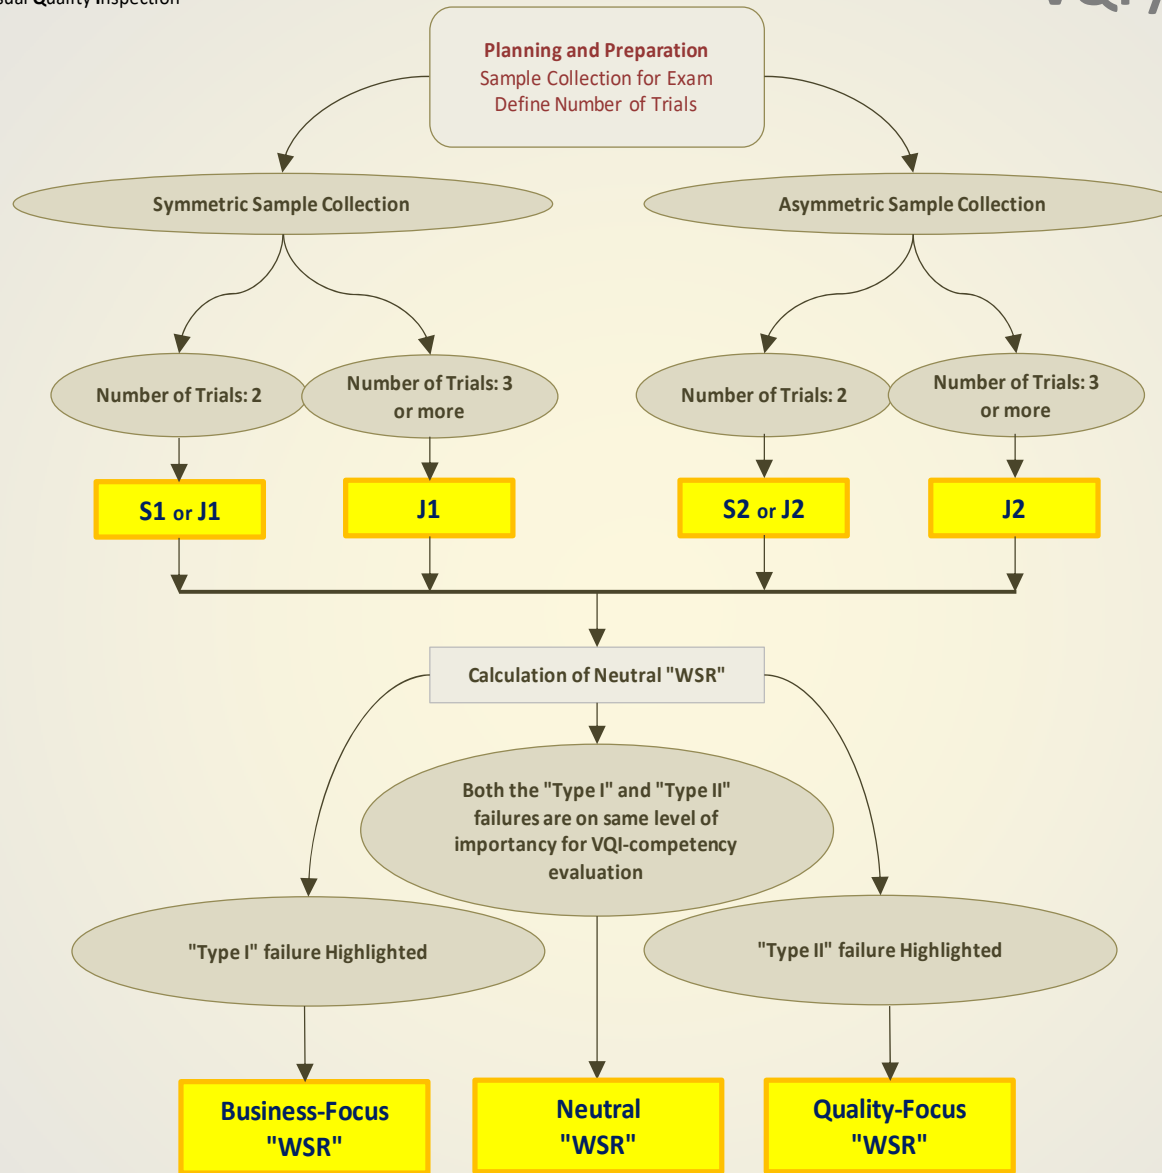 Quality Inspection
Planning and Preparation
Sample Collection for Exam
Define Number of Trials
Symmetric Sample Collection
Asymmetric Sample Collection
Number of Trials: 2
Number of Trials: 3
or more
Number of Trials: 2
Number of Trials: 3
or more
S1 or J1
J1
S2 or J2
J2
Calculation of Neutral "WSR"
Both the "Type I" and "Type II"
failures are on same level of
importancy for VQI-competency
evaluation
"Type I" failure Highlighted
"Type II" failure Highlighted
Business-Focus
"WSR"
Neutral
"WSR"
Quality-Focus
"WSR"